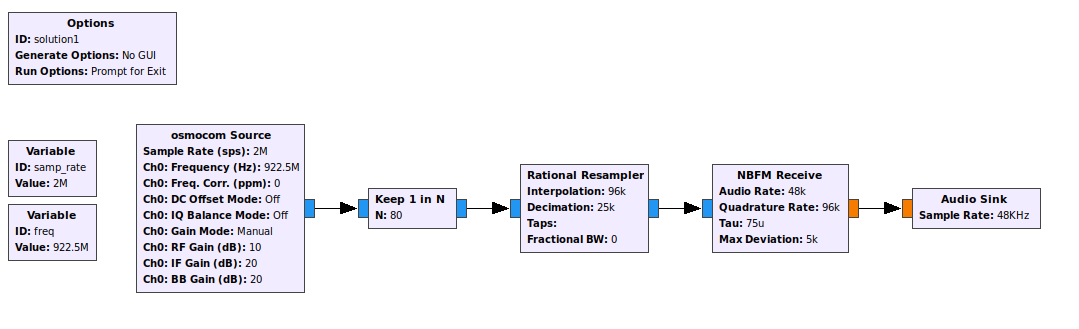 Options
ID: solution1
Generate Options: No GUI
Run Options: Prompt for Exit
Variable
ID: samp_rate
Value: 2M
Variable
ID: freq
Value: 922.5M
osmocom Source
Sample Rate (sps): 2M
Ch0: Frequency (Hz): 922.5M
Ch0: Freq. Corr. (ppm): 0
Ch0: DC Offset Mode: Off
Ch0: IQ Balance Mode: Off
Ch0: Gain Mode: Manual
Ch0: RF Gain (dB): 10
Ch0: IF Gain (dB): 20
Ch0: BB Gain (dB): 20
Keep 1 in N
N: 80
Rational Resampler
Interpolation: 96k
Decimation: 25k
Taps:
Fractional BW: 0
NBFM Receive
Audio Rate: 48k
Quadrature Rate: 96k
Tau: 75u
Max Deviation: 5k
Audio Sink
Sample Rate: 48KHz